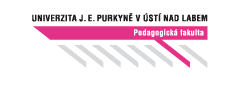 UNIVERZITA J. E. PURKYNĚ V ÚSTÍ NAD LABEM
Pedagogická fakulta